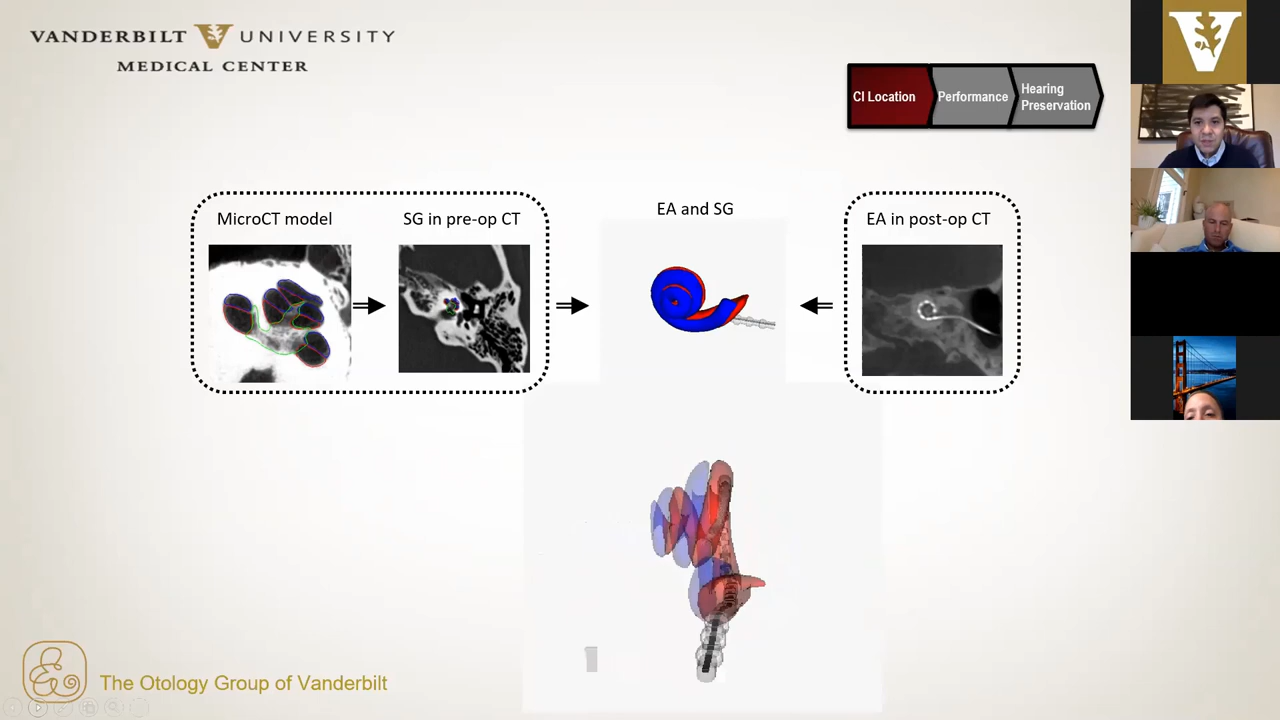 VANDERBILT UNIVERSITY
MEDICAL CENTER
CI Location
Performance
Hearing
Preservation
MicroCT model
SG in pre-op CT
EA and SG
EA in post-op CT
The Otology Group of Vanderbilt